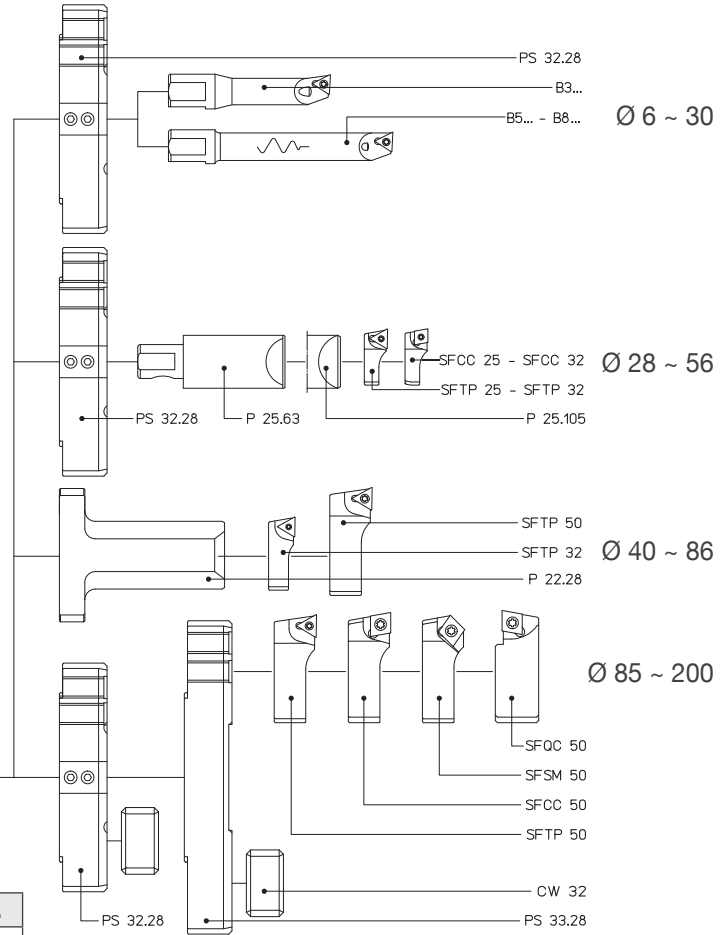 PS 32.28
B3...
B5... - B8...
Ø 6 ~ 30
SFCC 25 - SFCC 32
Ø 28 ~ 56
SFTP 25 - SFTP 32
PS 32.28
P 25.63
P 25.105
SFTP 50
SFTP 32
Ø 40 ~ 86
P 22.28
Ø 85 ~ 200
SFQC 50
SFSM 50
SFCC 50
SFTP 50
CW 32
PS 32.28
PS 33.28